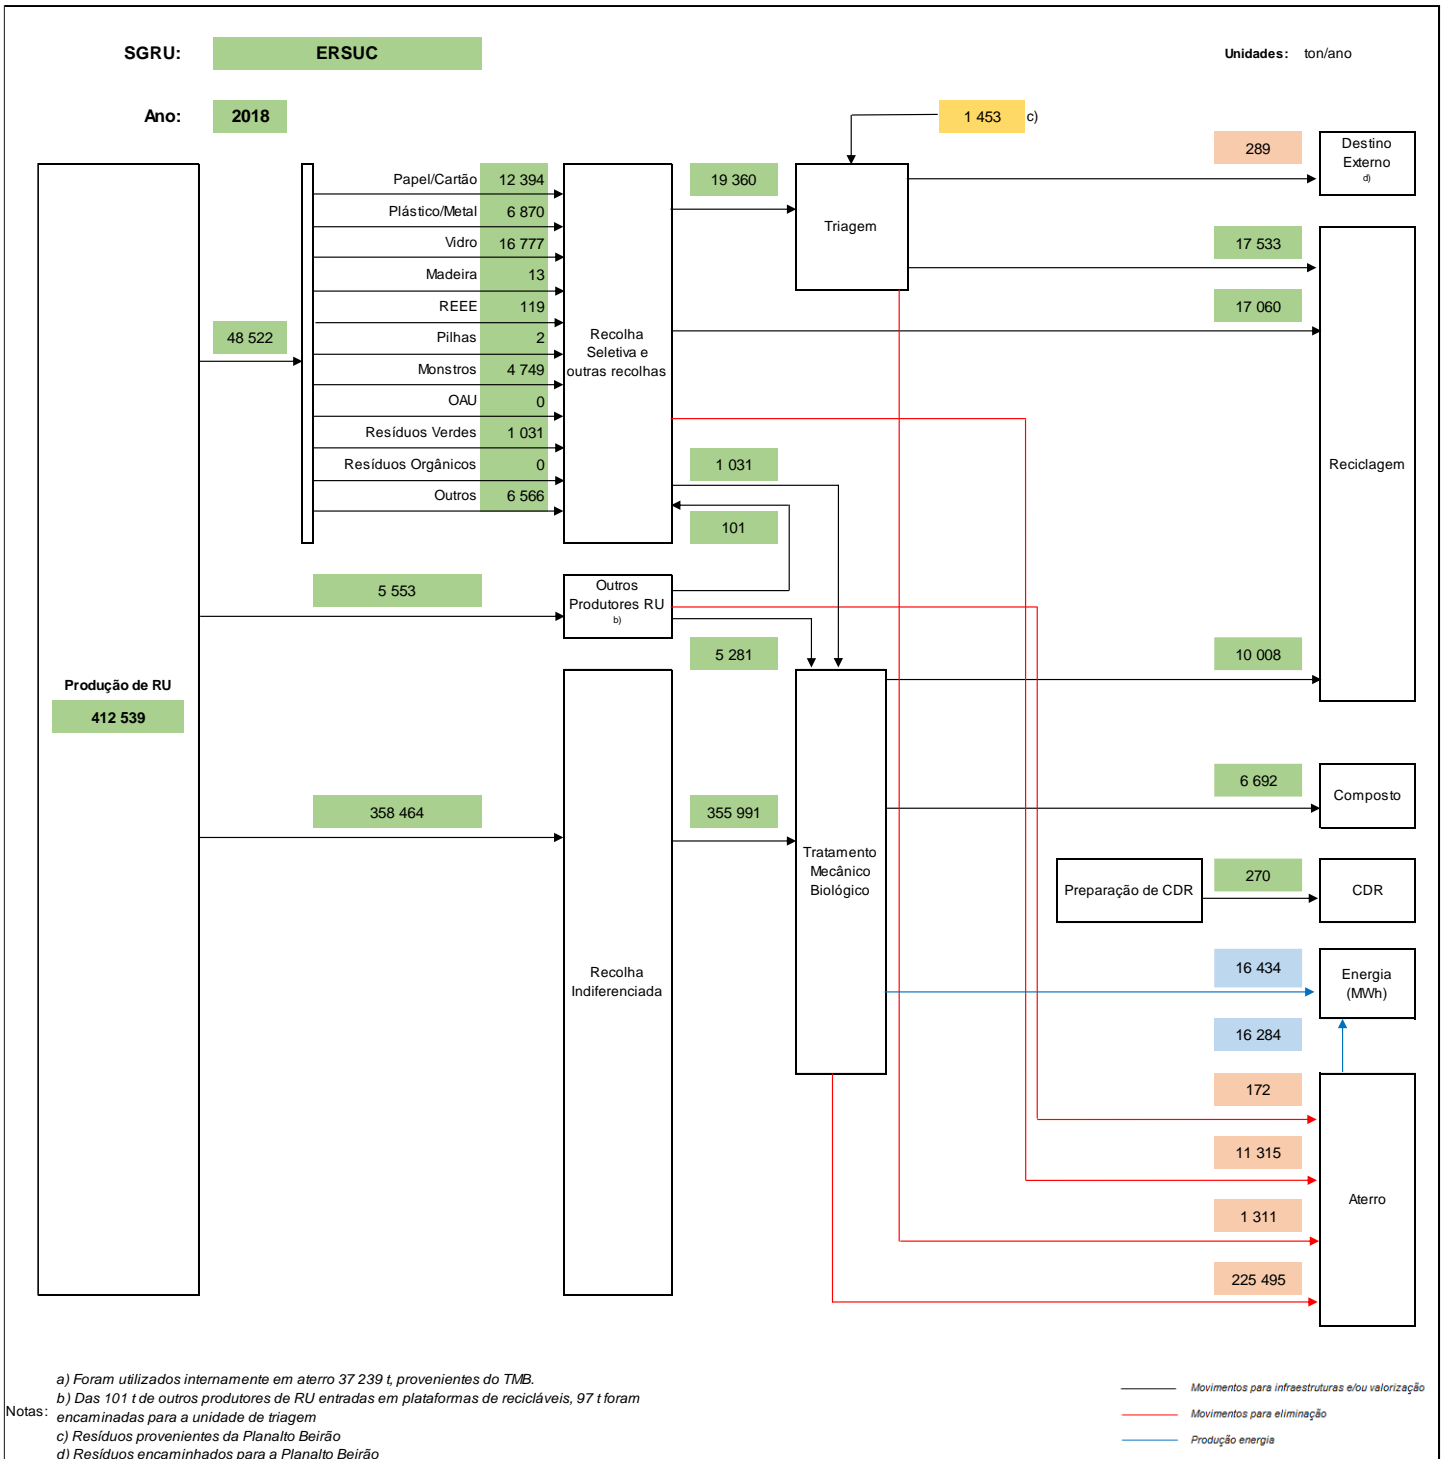 SGRU:
ERSUC
Unidades: ton/ano
Ano:
2018
1 453
c)
289
Destino
Externo
d)
Papel/Cartão 12 394
Plástico/Metal 6 870
Vidro 16 777
Madeira 13
REEE 119
Pilhas 2
Monstros 4 749
OAU 0
Resíduos Verdes 1 031
Resíduos Orgânicos 0
Outros 6 566
48 522
Recolha
Seletiva e
outras recolhas
19 360
Triagem
17 533
17 060
Reciclagem
1 031
101
5 553
Outros
Produtores RU
b)
5 281
10 008
Produção de RU
412 539
358 464
355 991
Recolha
Indiferenciada
Tratamento
Mecânico
Biológico
6 692
Composto
Preparação de CDR
270
CDR
16 434
Energia
(MWh)
16 284
172
11 315
1 311
225 495
Aterro
Notas:
a) Foram utilizados internamente em aterro 37 239 t, provenientes do TMB.
b) Das 101 t de outros produtores de RU entradas em plataformas de recicláveis, 97 t foram
encaminadas para a unidade de triagem
c) Resíduos provenientes da Planalto Beirão
d) Resíduos encaminhados para a Planalto Beirão
Movimentos para infraestruturas e/ou valorização
Movimentos para eliminação
Produção energia